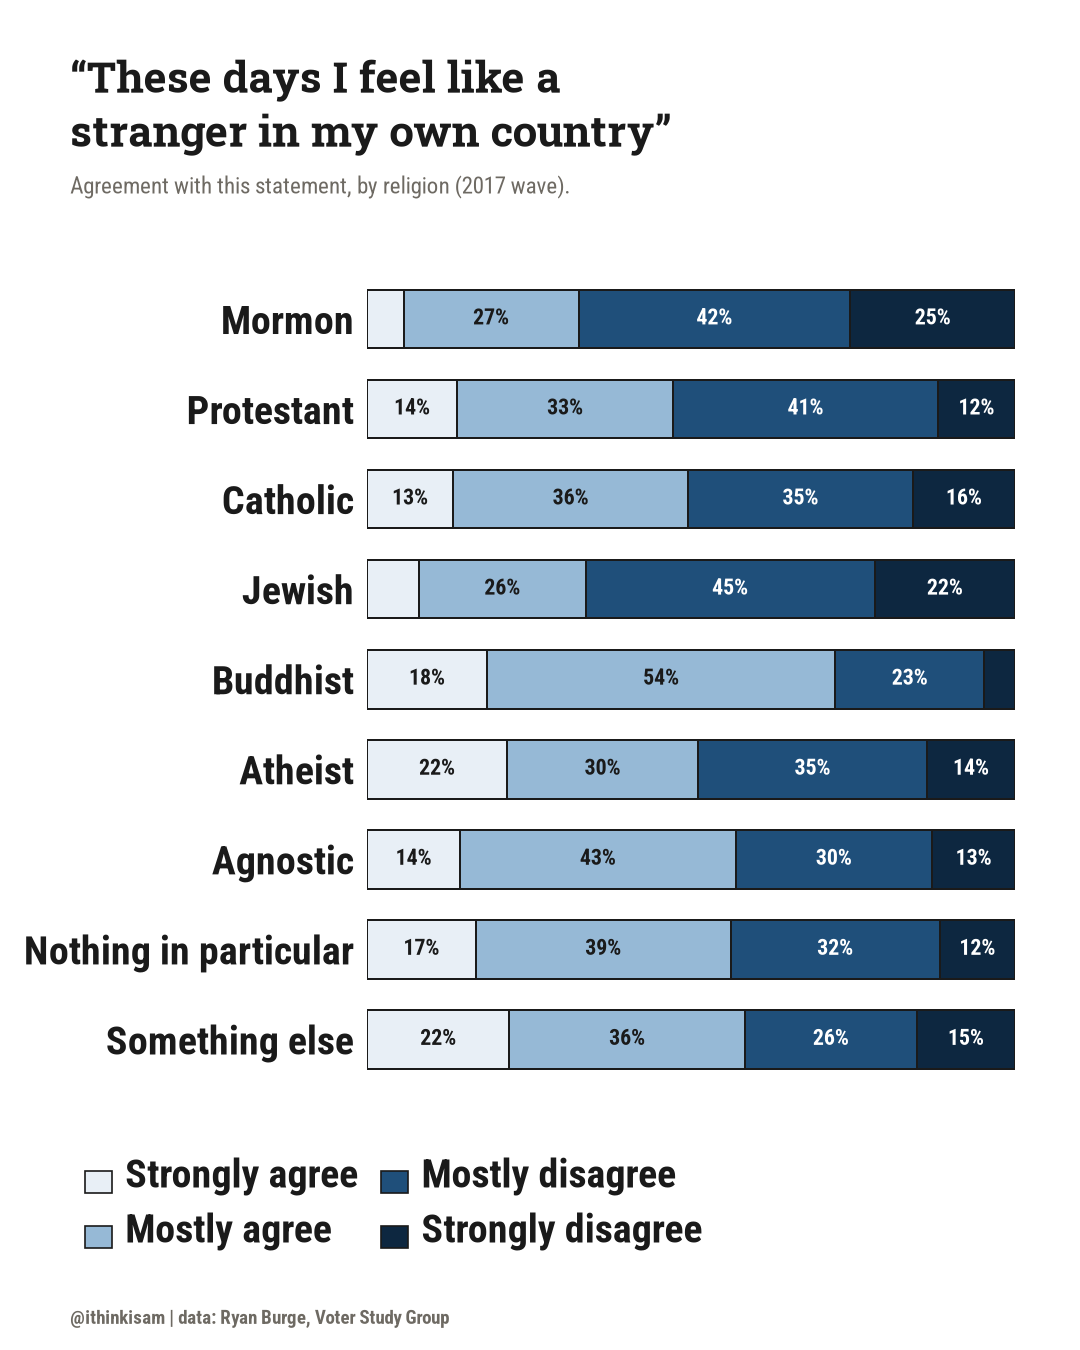 “These days I feel like a
stranger in my own country”
Agreement with this statement, by religion (2017 wave).
Mormon 27% 42% 25%
Protestant 14% 33% 41% 12%
Catholic 13% 36% 35% 16%
Jewish 26% 45% 22%
Buddhist 18% 54% 23%
Atheist 22% 30% 35% 14%
Agnostic 14% 43% 30% 13%
Nothing in particular 17% 39% 32% 12%
Something else 22% 36% 26% 15%
Strongly agree Mostly disagree
Mostly agree Strongly disagree
@ithinkisam | data: Ryan Burge, Voter Study Group